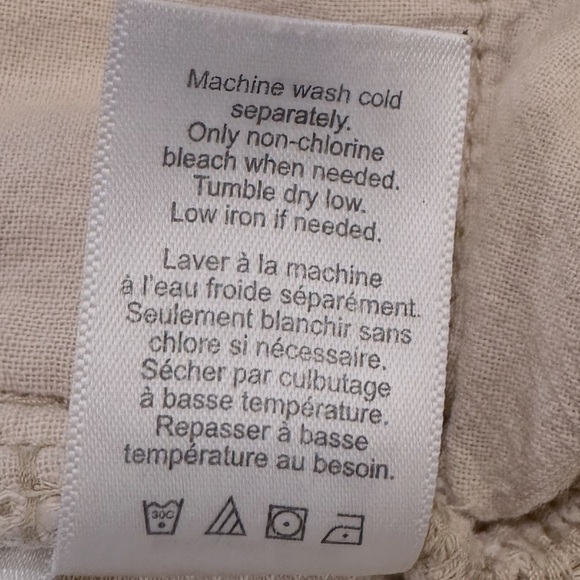 Machine wash cold
separately.
Only non-chlorine
bleach when needed.
Tumble dry low.
Low iron if needed.
Laver à la machine
à l'eau froide séparément.
Seulement blanchir sans
chlore si nécessaire.
Sécher par culbutage
à basse température.
Repasser à basse
température au besoin.
30C